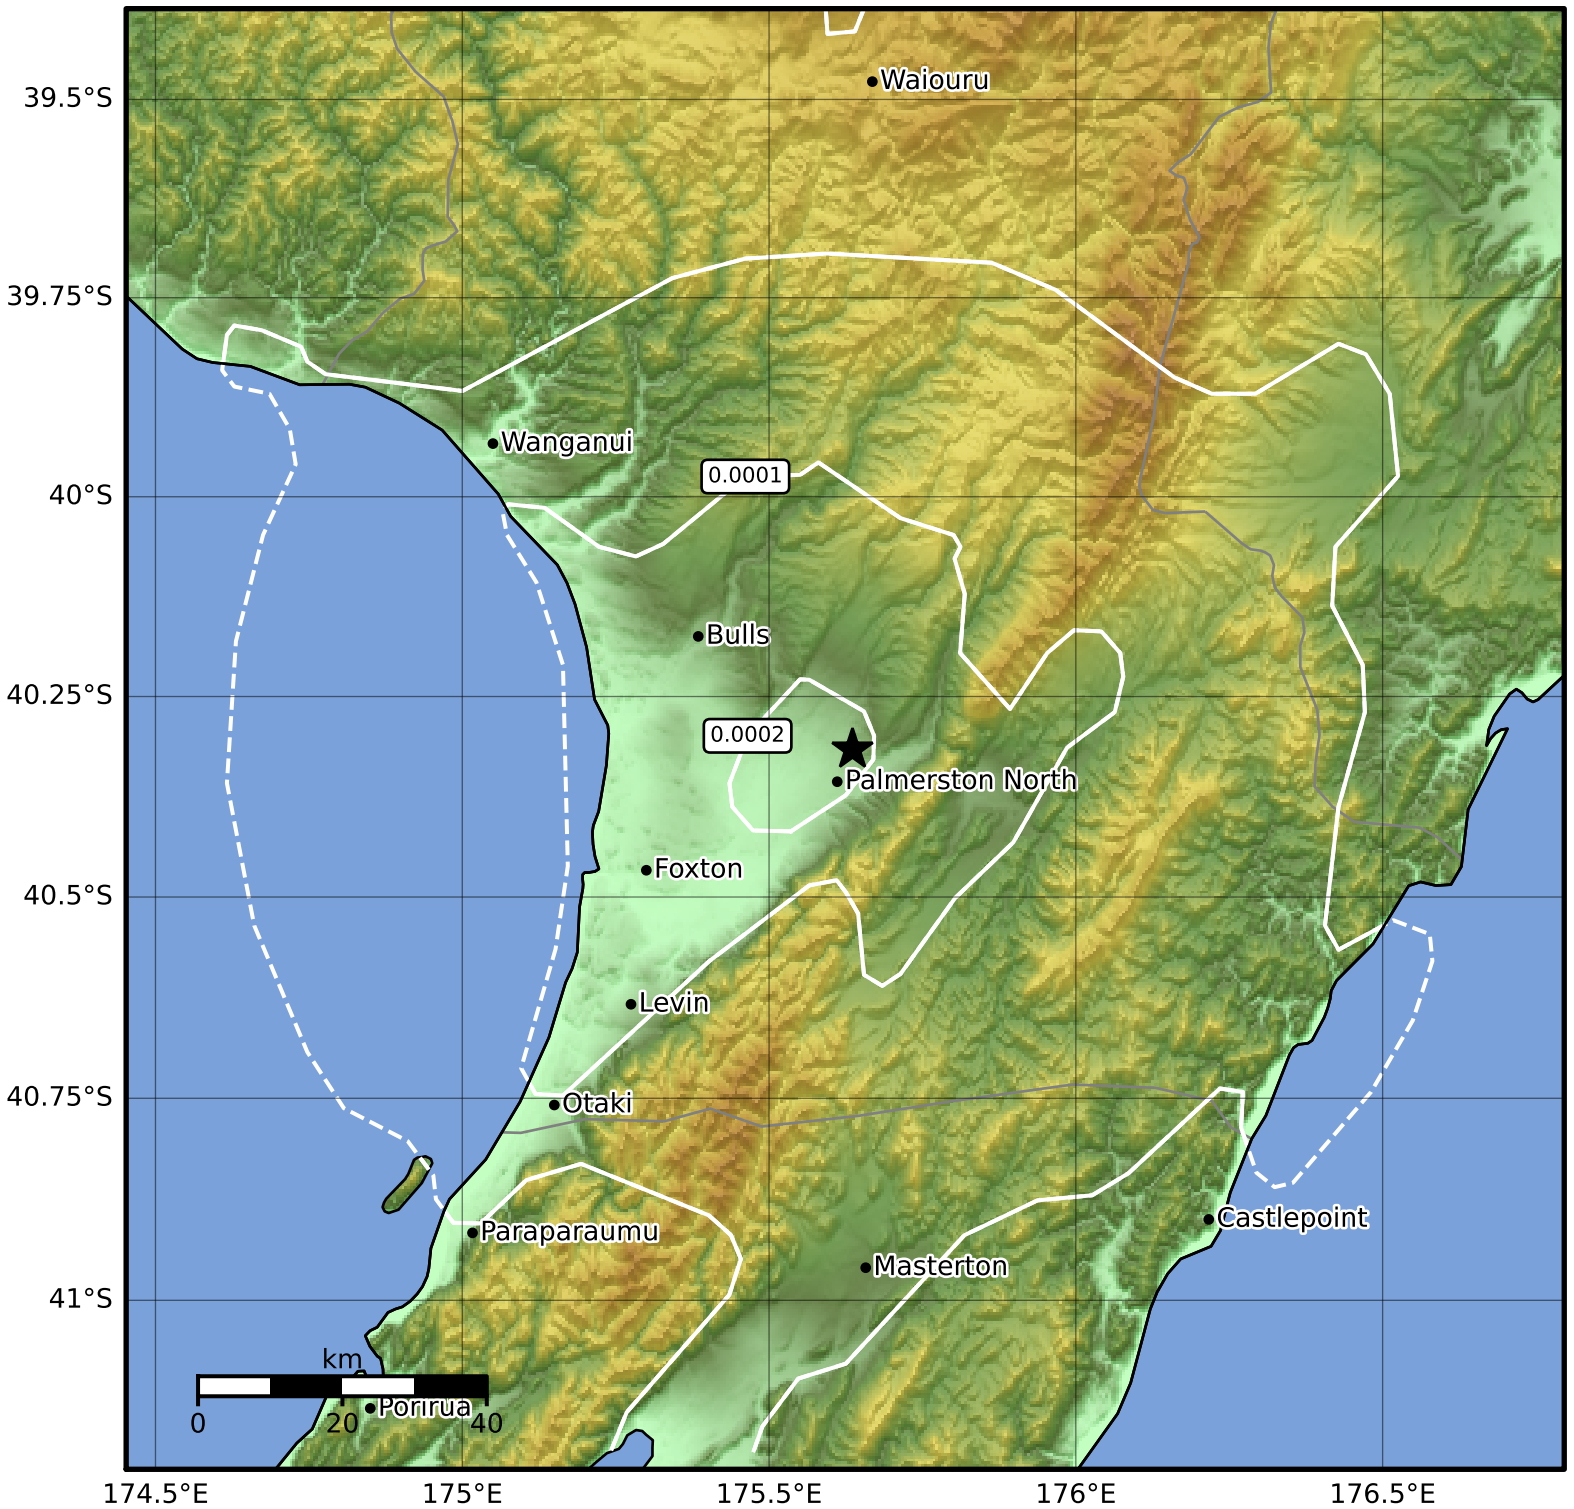 Waiouru
39.5°S
39.75°S
Wanganui
0.0001
40°S
Bulls
40.25°S
0.0002
Palmerston North
Foxton
40.5°S
Levin
40.75°S
Otaki
Castlepoint
Paraparaumu
Masterton
41°S
km
Porirua
0 20 40
174.5°E 175°E 175.5°E 176°E 176.5°E